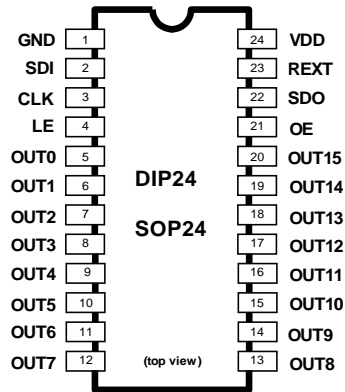 GND 1 24 VDD
SDI 2 23 REXT
CLK 3 22 SDO
LE 4 21 OE
OUT0 5 20 OUT15
OUT1 6 DIP24 19 OUT14
OUT2 7 18 OUT13
OUT3 8 SOP24 17 OUT12
OUT4 9 16 OUT11
OUT5 10 15 OUT10
OUT6 11 14 OUT9
OUT7 12 (top view) 13 OUT8